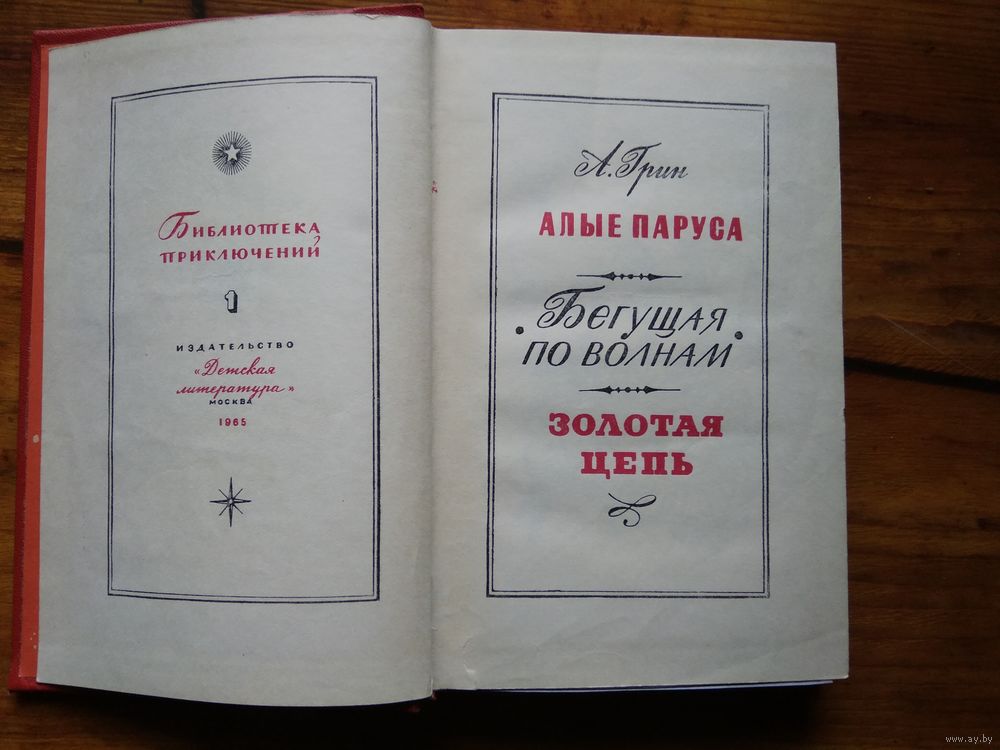 Библиотека
приключений
1
ИЗДАТЕЛЬСТВО
«Детская
литература»
МОСКВА
1965
А. Грин
АЛЫЕ ПАРУСА
Бегущая
по волнам
ЗОЛОТАЯ
ЦЕПЬ
www.ay.by